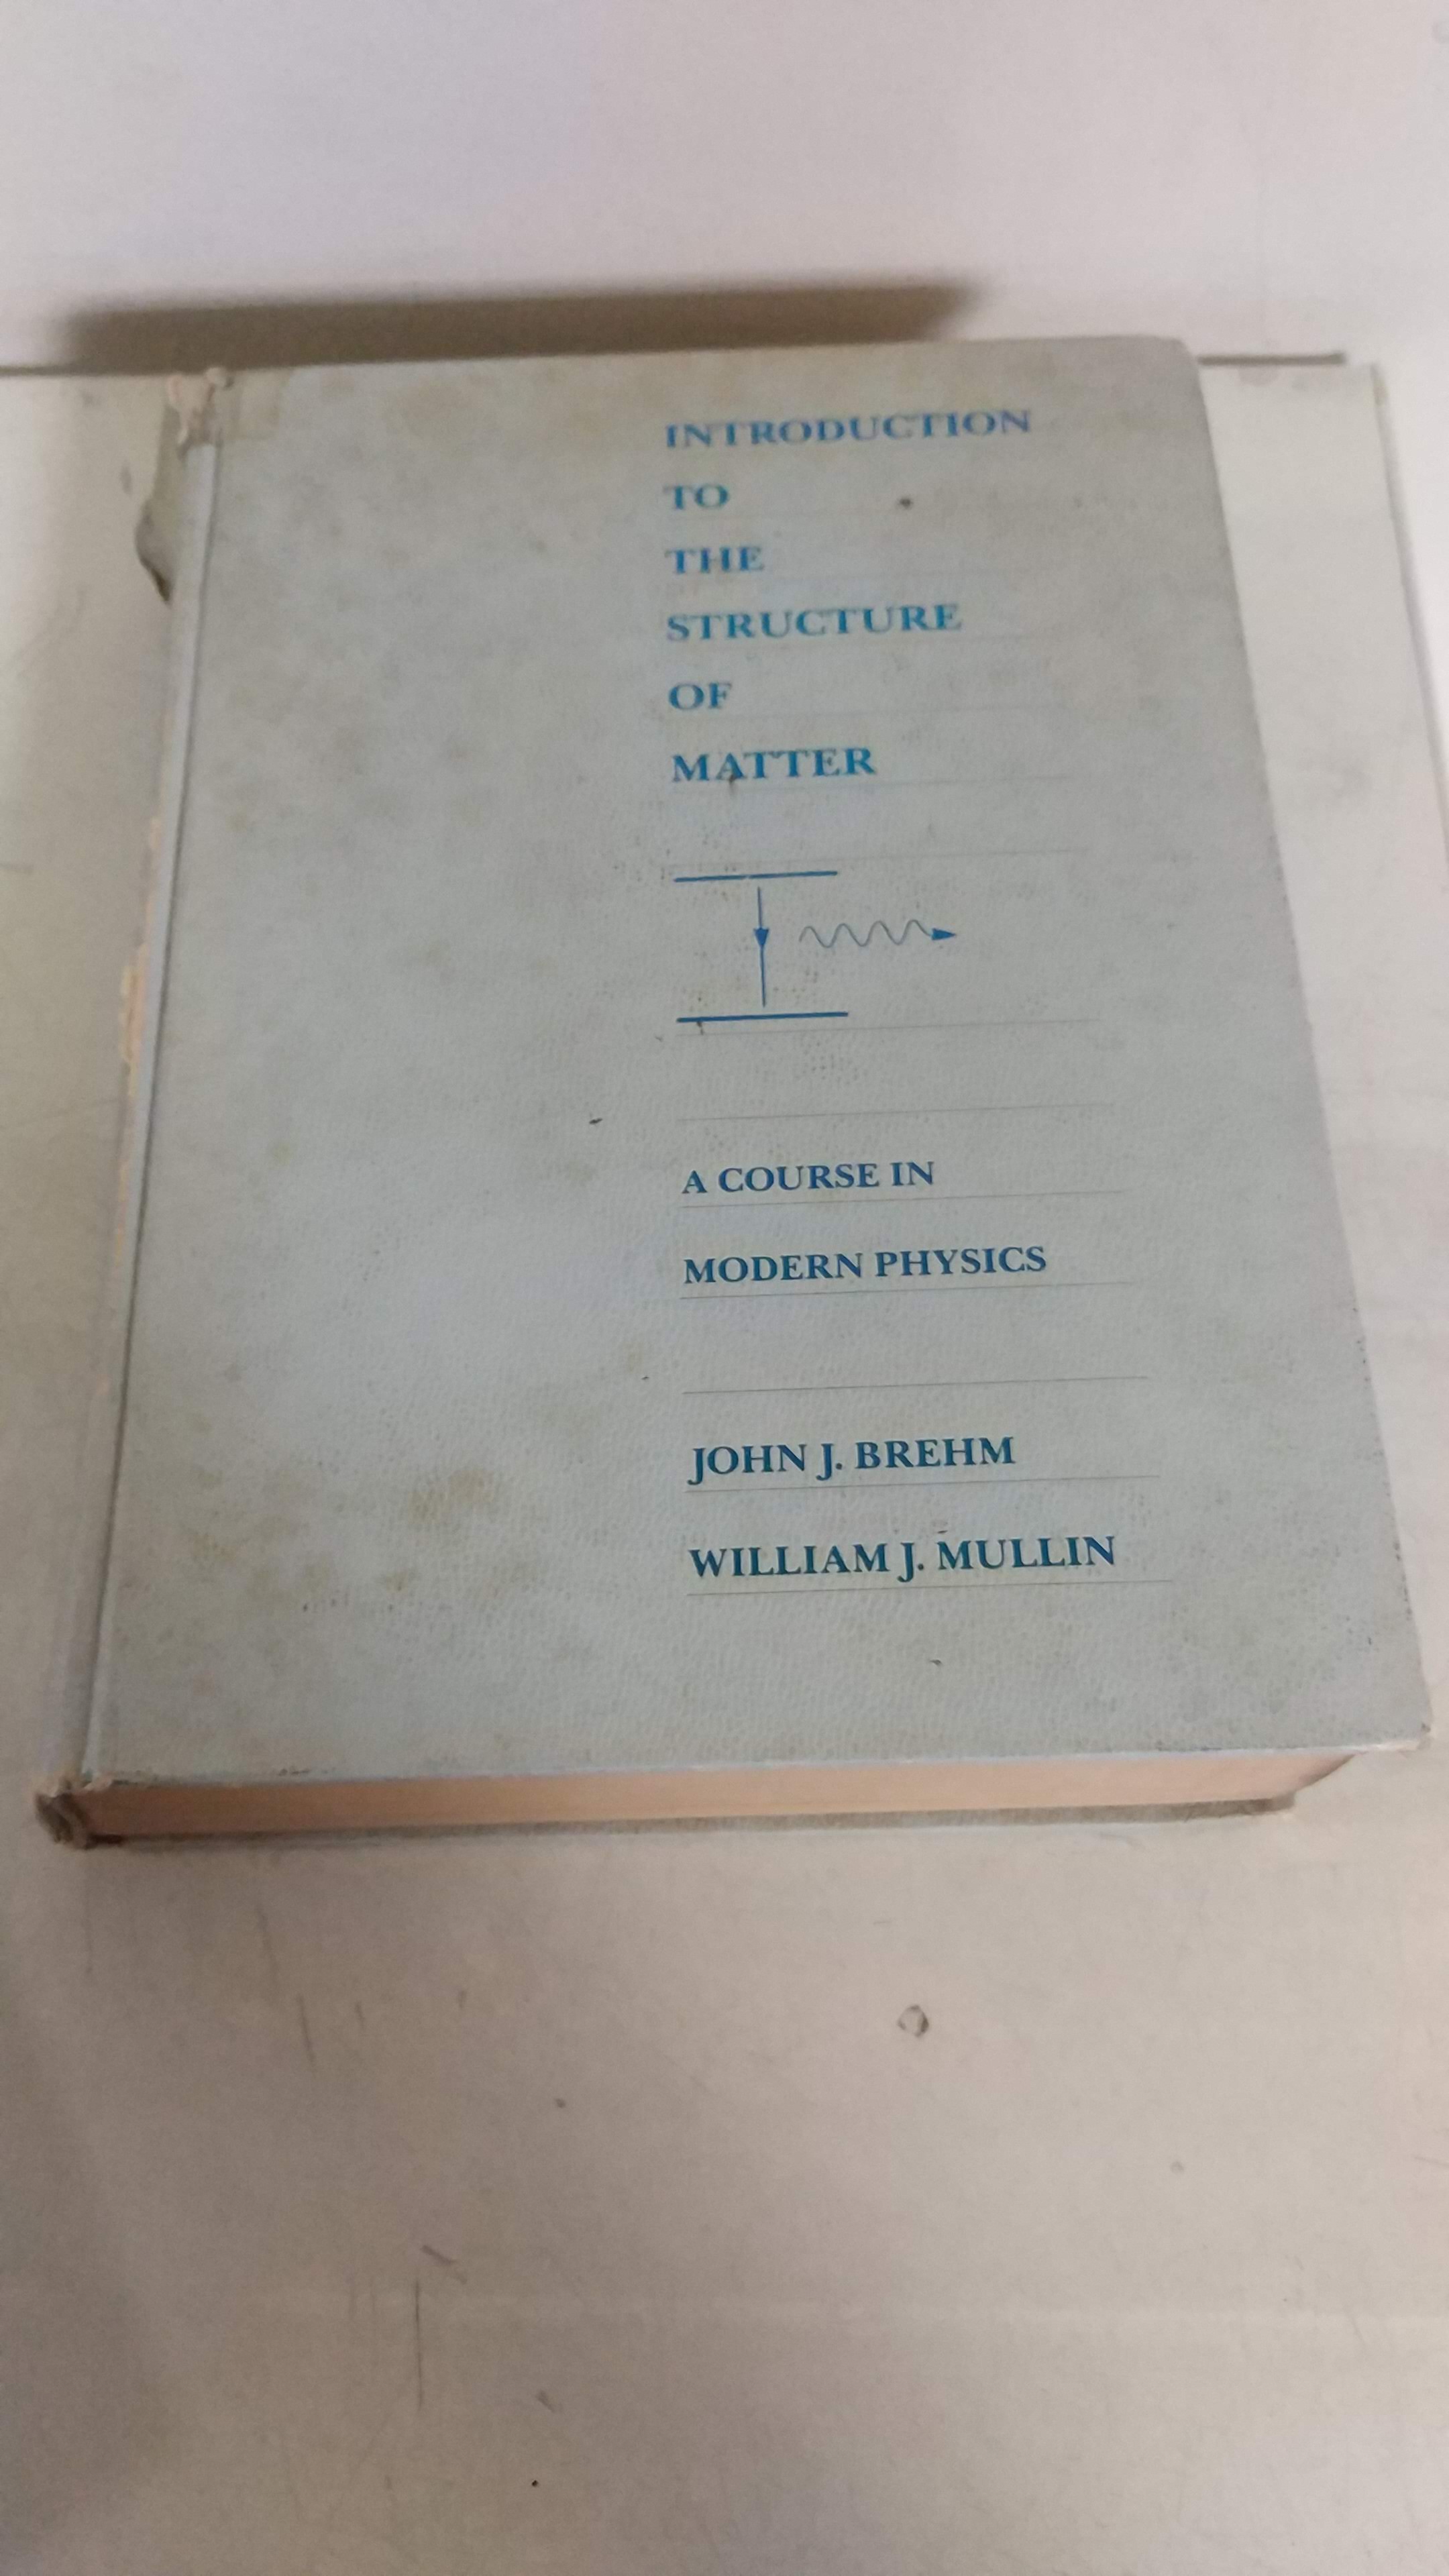 INTRODUCTION
TO
THE
STRUCTURE
OF
MATTER
A COURSE IN
MODERN PHYSICS
JOHN J. BREHM
WILLIAM J. MULLIN